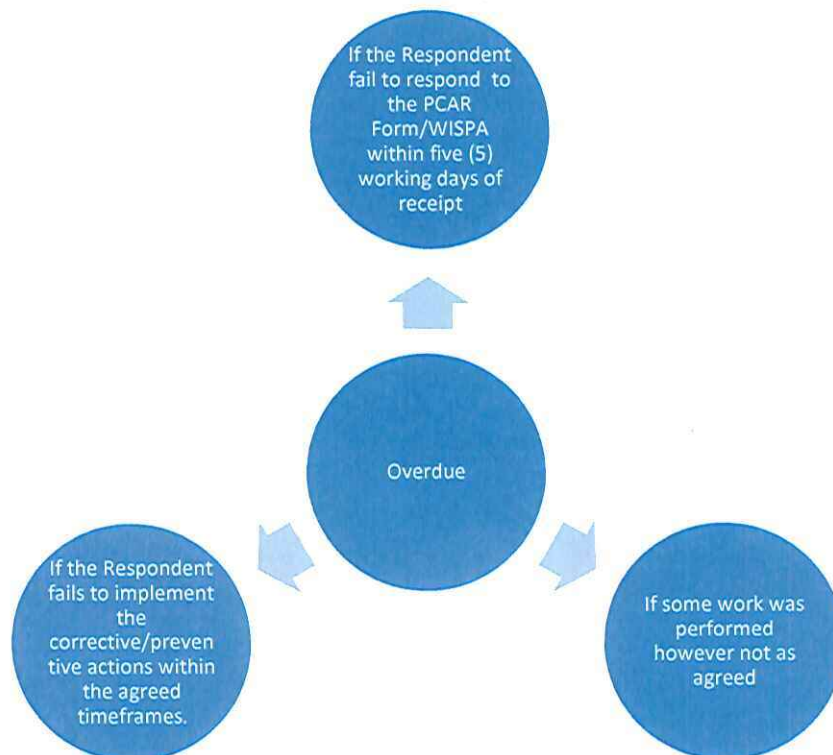 If the Respondent
fail to respond to
the PCAR
Form/WISPA
within five (5)
working days of
receipt
Overdue
If the Respondent
fails to implement
the
corrective/preven
tive actions within
the agreed
timeframes.
If some work was
performed
however not as
agreed